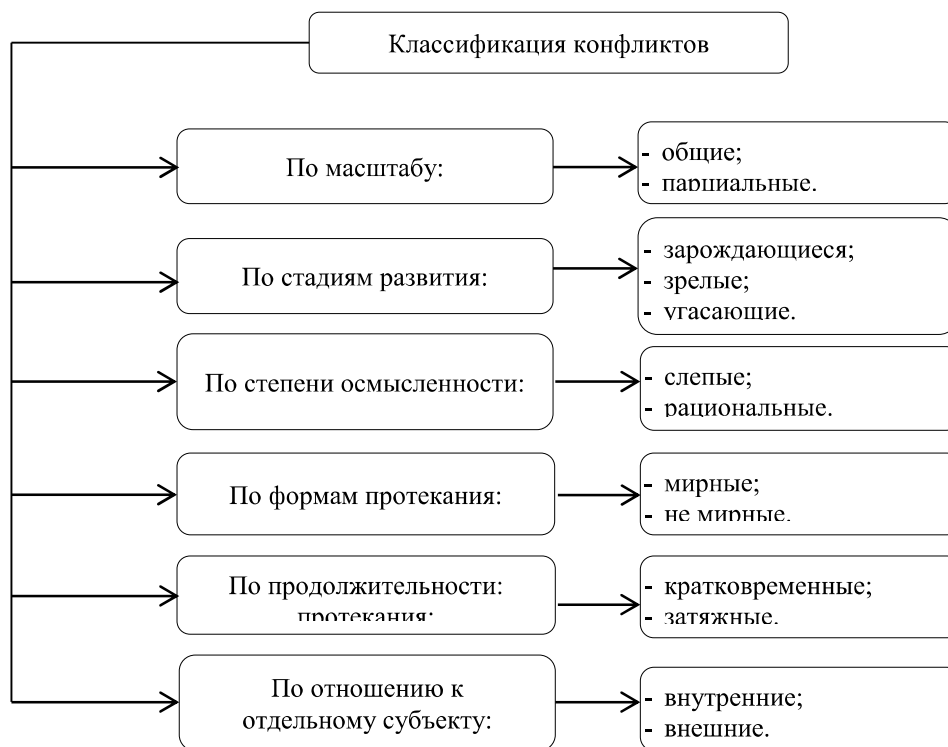 Классификация конфликтов
По масштабу:
- общие;
- парциальные.
По стадиям развития:
- зарождающиеся;
- зрелые;
- угасающие.
По степени осмысленности:
- слепые;
- рациональные.
По формам протекания:
- мирные;
- не мирные.
По продолжительности:
протекания:
- кратковременные;
- затяжные.
По отношению к
отдельному субъекту:
- внутренние;
- внешние.